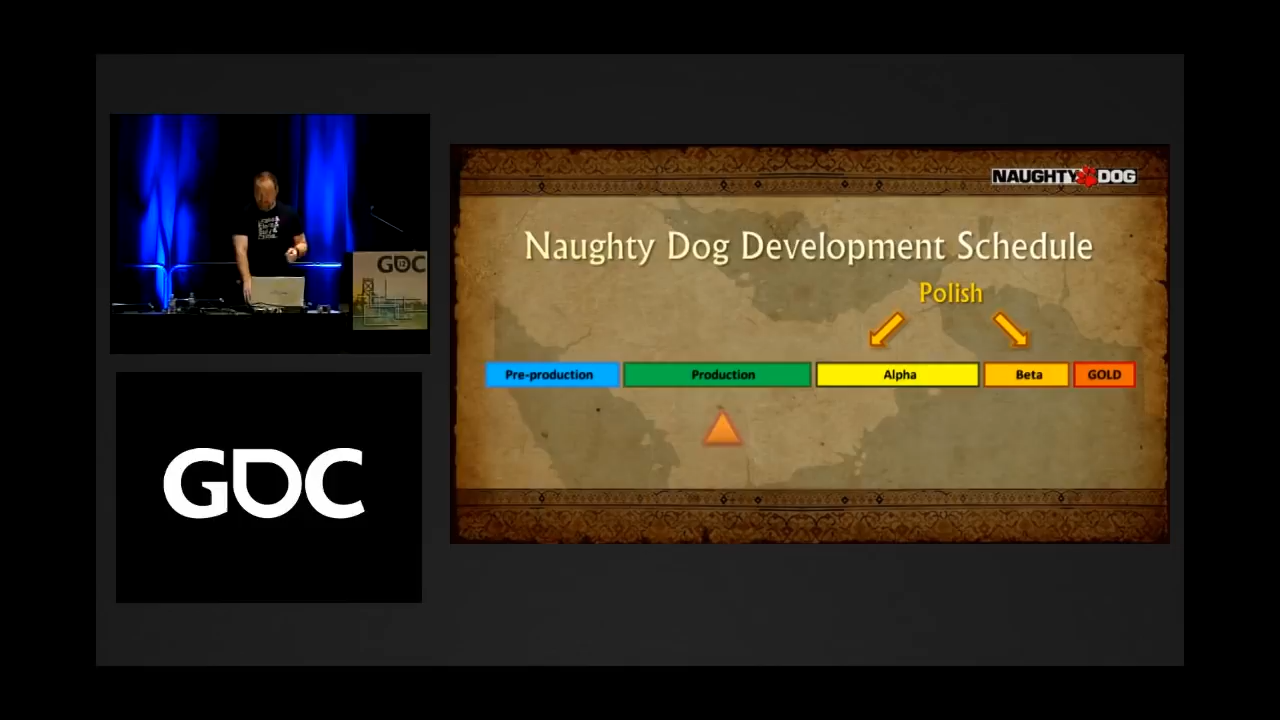 GDC
GDC
NAUGHTY DOG
Naughty Dog Development Schedule
Polish
Pre-production
Production
Alpha
Beta
GOLD